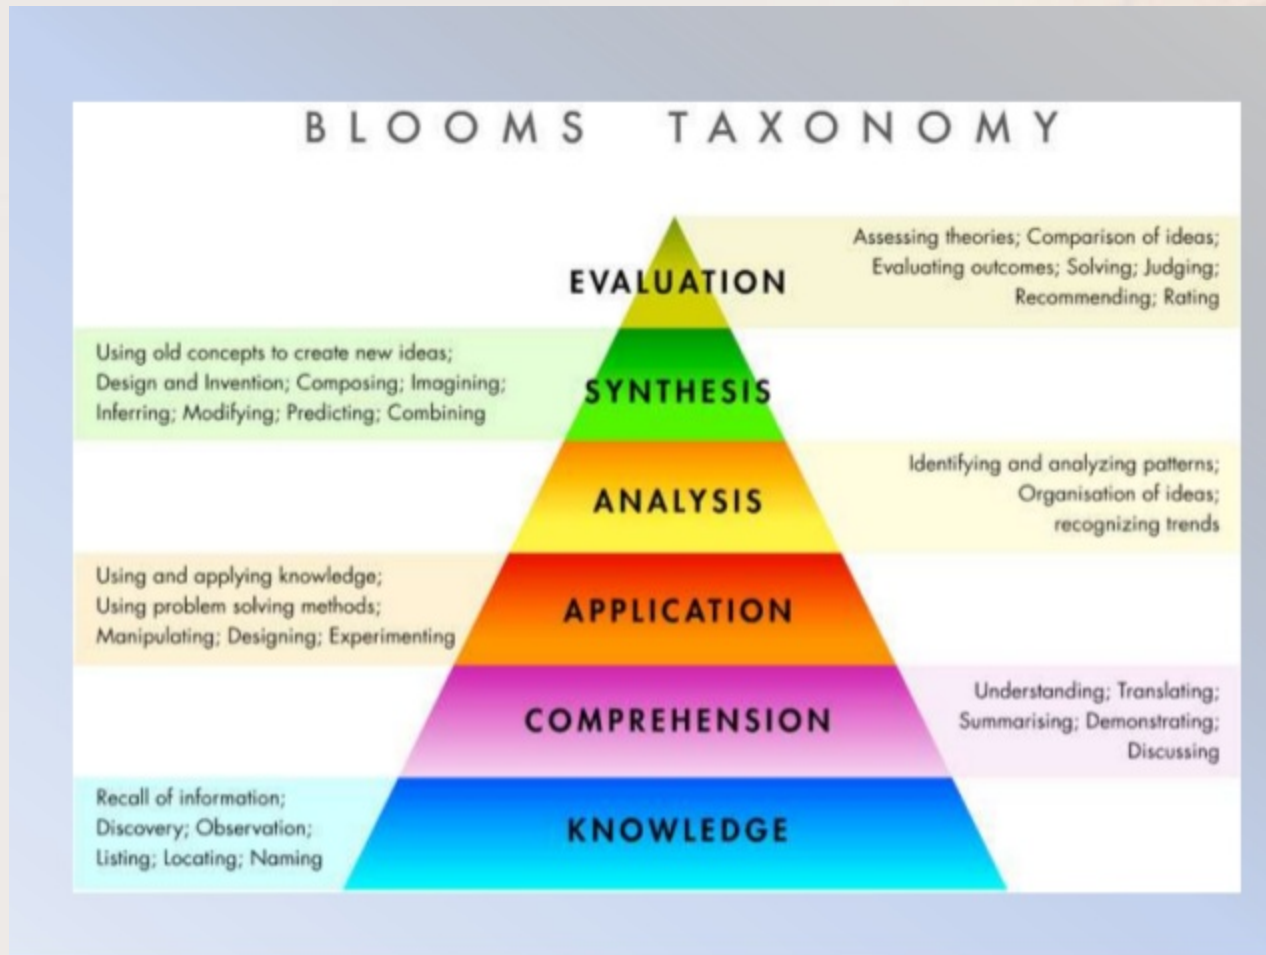 BLOOMS TAXONOMY
EVALUATION
Assessing theories; Comparison of ideas;
Evaluating outcomes; Solving; Judging;
Recommending; Rating
Using old concepts to create new ideas;
Design and Invention; Composing; Imagining;
Inferring; Modifying; Predicting; Combining
SYNTHESIS
ANALYSIS
Identifying and analyzing patterns;
Organisation of ideas;
recognizing trends
Using and applying knowledge;
Using problem solving methods;
Manipulating; Designing; Experimenting
APPLICATION
COMPREHENSION
Understanding; Translating;
Summarising; Demonstrating;
Discussing
Recall of information;
Discovery; Observation;
Listing; Locating; Naming
KNOWLEDGE